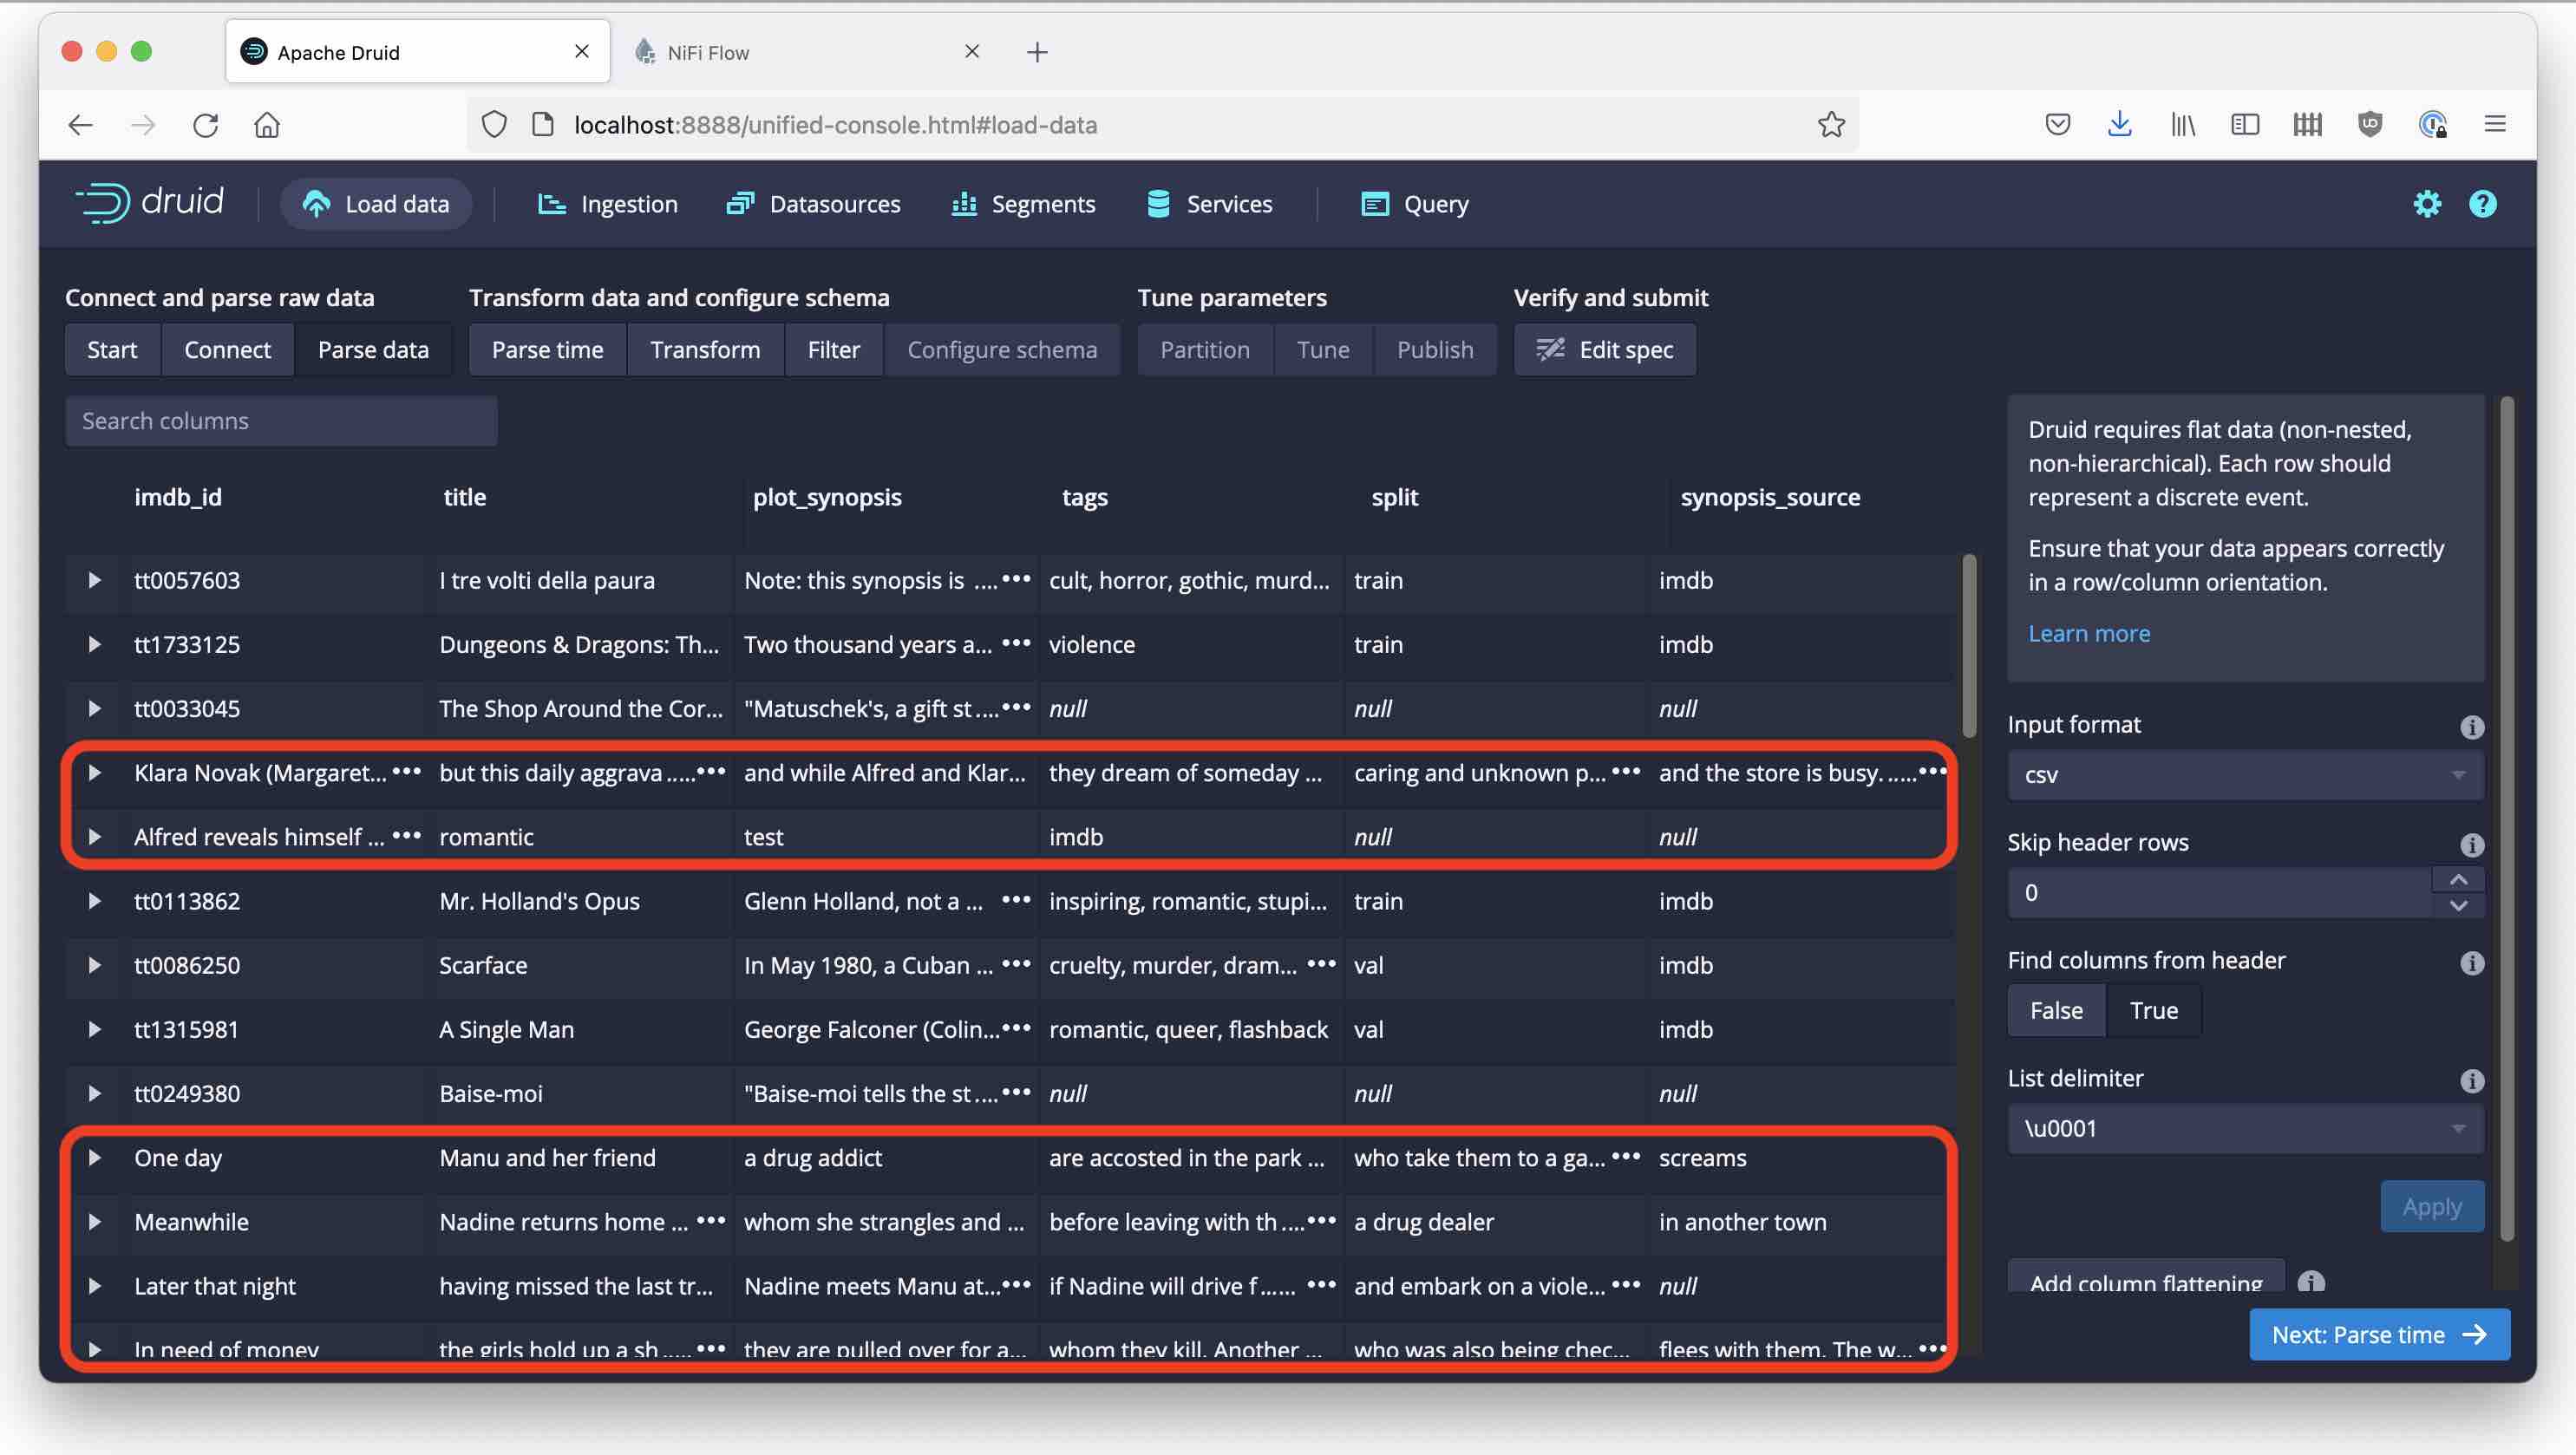 Apache Druid
NiFi Flow
localhost:8888/unified-console.html#load-data
druid
Load data
Ingestion
Datasources
Segments
Services
Query
Connect and parse raw data
Transform data and configure schema
Tune parameters
Verify and submit
Start
Connect
Parse data
Parse time
Transform
Filter
Configure schema
Partition
Tune
Publish
Edit spec
Search columns
imdb_id title plot_synopsis tags split synopsis_source
tt0057603 I tre volti della paura Note: this synopsis is .... ••• cult, horror, gothic, murd... train imdb
tt1733125 Dungeons & Dragons: Th... Two thousand years a... ••• violence train imdb
tt0033045 The Shop Around the Cor... "Matuschek's, a gift st.... ••• null null null
Klara Novak (Margaret... ••• but this daily aggrava..... ••• and while Alfred and Klar... they dream of someday ... caring and unknown p... ••• and the store is busy. ..... •••
Alfred reveals himself ... ••• romantic test imdb null null
tt0113862 Mr. Holland's Opus Glenn Holland, not a ... ••• inspiring, romantic, stupi... train imdb
tt0086250 Scarface In May 1980, a Cuban ... ••• cruelty, murder, dram... ••• val imdb
tt1315981 A Single Man George Falconer (Colin... ••• romantic, queer, flashback val imdb
tt0249380 Baise-moi "Baise-moi tells the st.... ••• null null null
One day Manu and her friend a drug addict are accosted in the park ... who take them to a ga... ••• screams
Meanwhile Nadine returns home ... ••• whom she strangles and ... before leaving with th.... ••• a drug dealer in another town
Later that night having missed the last tr... Nadine meets Manu at... ••• if Nadine will drive f...... ••• and embark on a viole... ••• null
In need of money the girls hold up a sh..... ••• they are pulled over for a... whom they kill. Another ... who was also being chec... flees with them. The w... •••
Druid requires flat data (non-nested,
non-hierarchical). Each row should
represent a discrete event.
Ensure that your data appears correctly
in a row/column orientation.
Learn more
Input format
csv
Skip header rows
0
Find columns from header
False
True
List delimiter
\u0001
Apply
Add column flattening
Next: Parse time